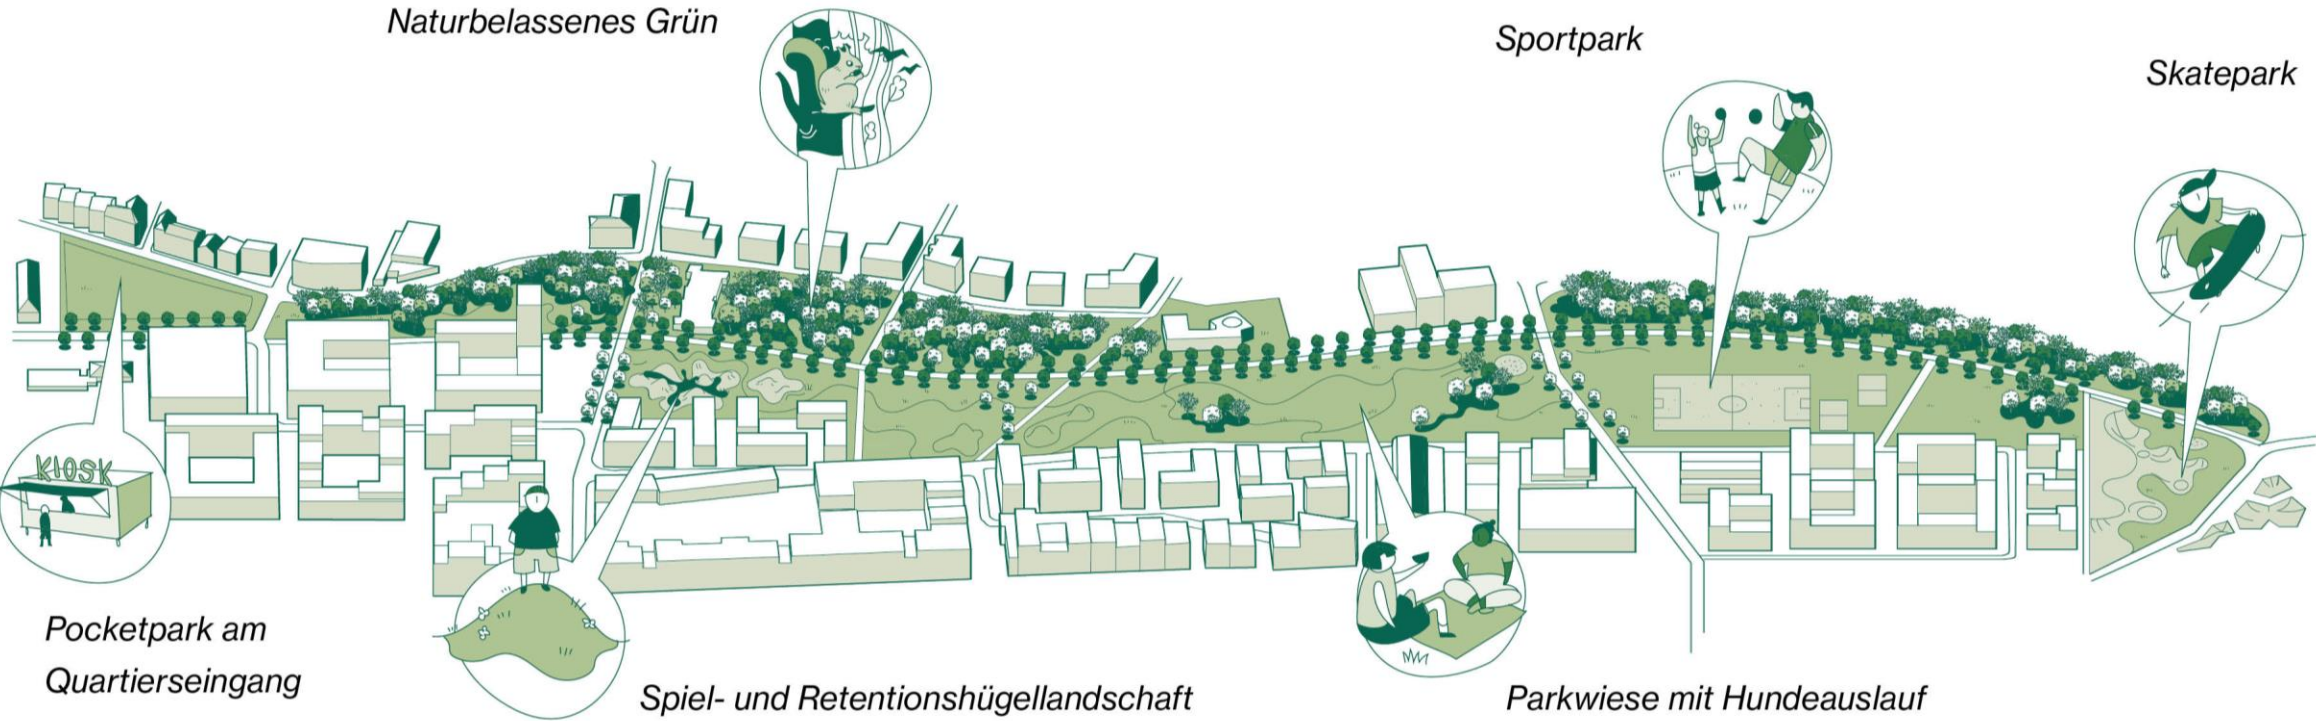 Naturbelassenes Grün
Sportpark
Skatepark
KIOSK
Pocketpark am
Quartierseingang
Spiel- und Retentionshügellandschaft
Parkwiese mit Hundeauslauf